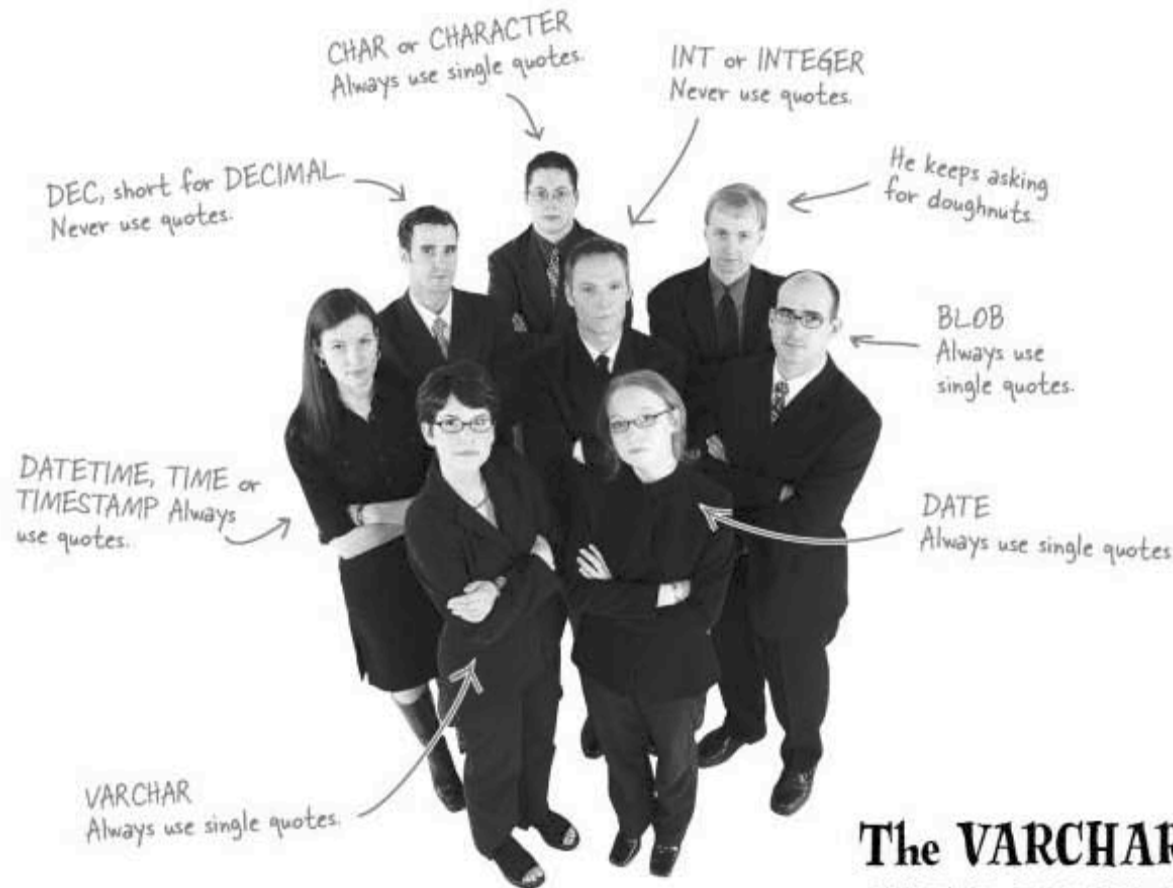 CHAR or CHARACTER
Always use single quotes.
INT or INTEGER
Never use quotes.
DEC, short for DECIMAL.
Never use quotes.
He keeps asking
for doughnuts.
BLOB
Always use
single quotes.
DATETIME, TIME or
TIMESTAMP Always
use quotes.
DATE
Always use single quotes
VARCHAR
Always use single quotes.
The VARCHAR